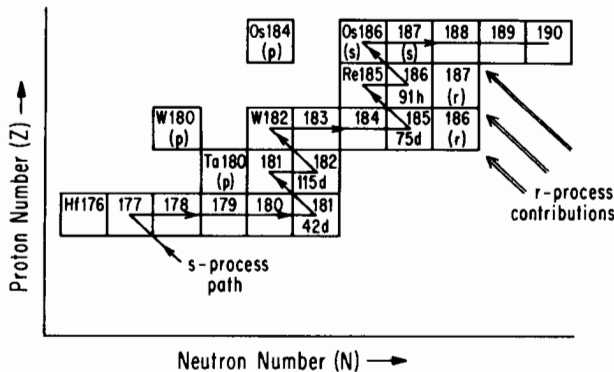 Os184
(p)
Os186 187 188 189 190
(s) (s)
Re185 186 187
91h (r)
W180
(p)
W182 183 184 185 186
75d (r)
Ta180 181 182
(p) 115d
Hf176 177 178 179 180 181
42d
s-process
path
r-process
contributions
Proton Number (Z)
Neutron Number (N)